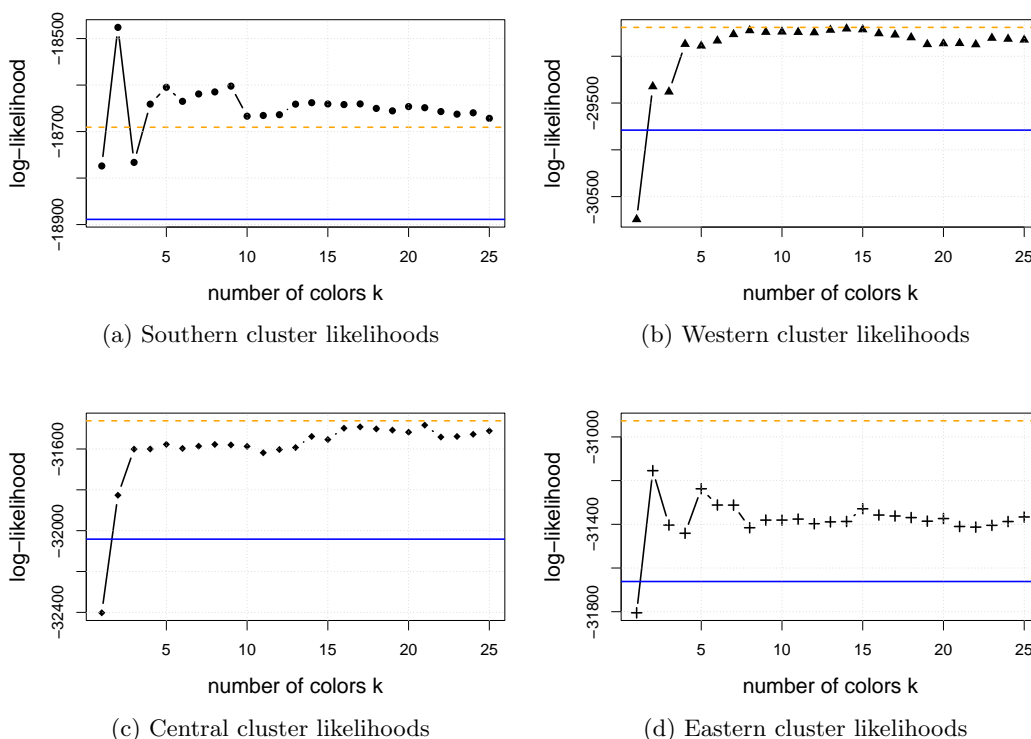 log−likelihood
−18500
−18700
−18900
5 10 15 20 25
number of colors k
(a) Southern cluster likelihoods
log−likelihood
−29500
−30500
5 10 15 20 25
number of colors k
(b) Western cluster likelihoods
log−likelihood
−31600
−32000
−32400
5 10 15 20 25
number of colors k
(c) Central cluster likelihoods
log−likelihood
−31000
−31400
−31800
5 10 15 20 25
number of colors k
(d) Eastern cluster likelihoods